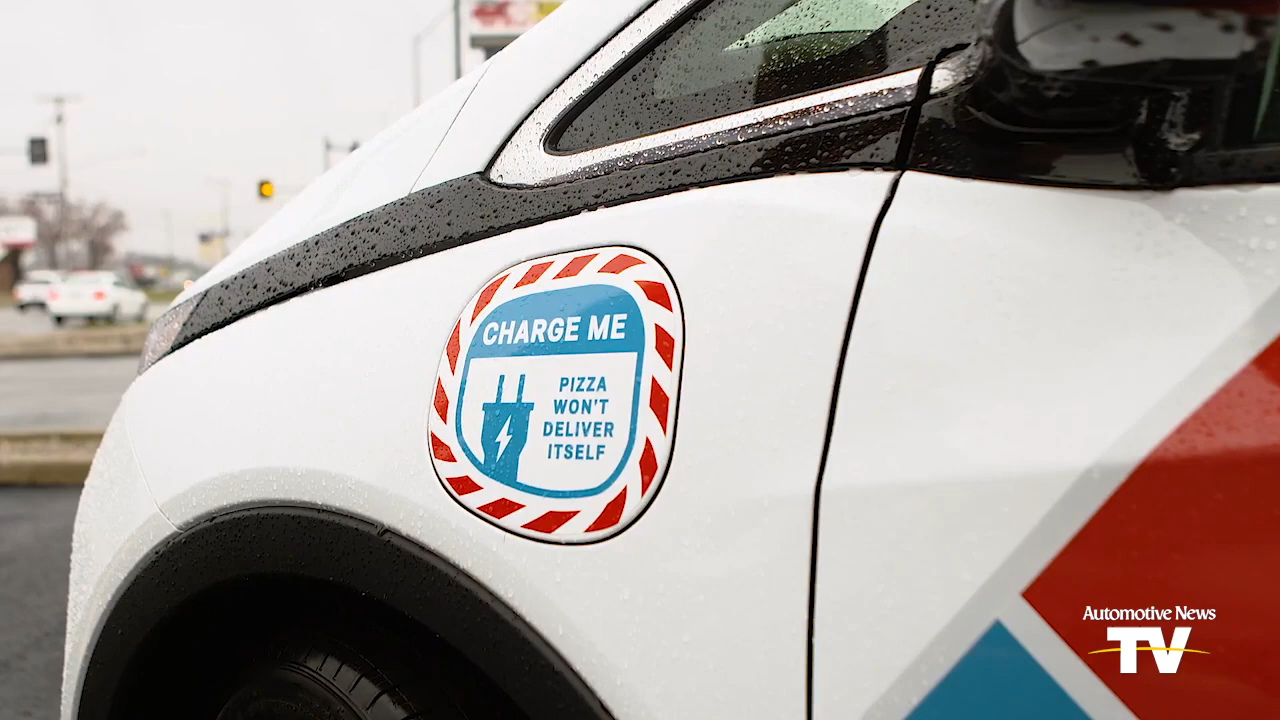 CHARGE ME
PIZZA
WON'T
DELIVER
ITSELF
Automotive News
TV